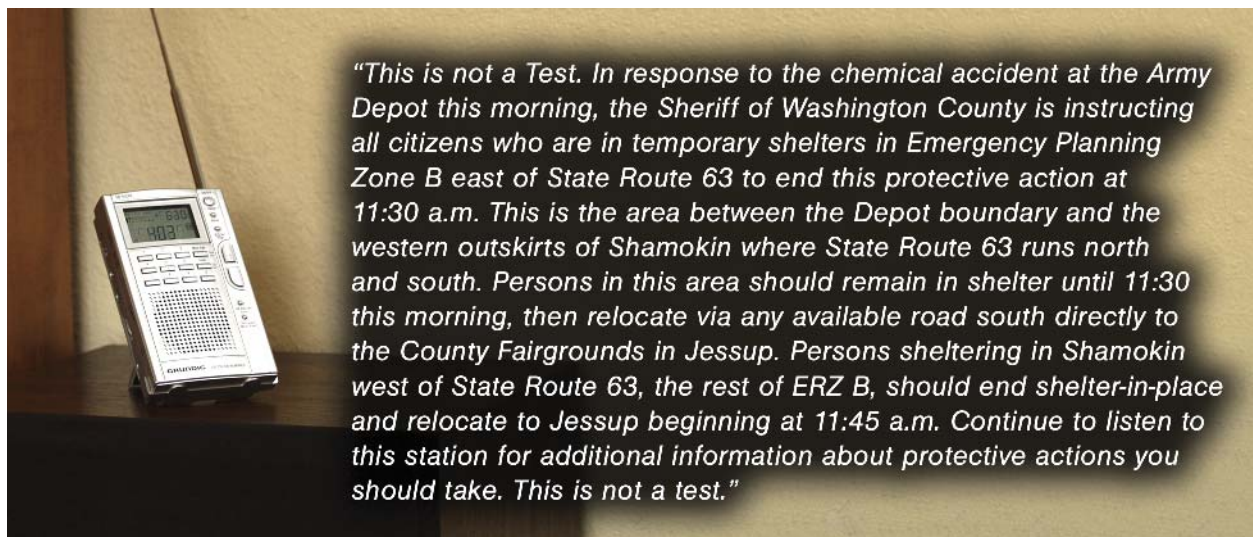 “This is not a Test. In response to the chemical accident at the Army
Depot this morning, the Sheriff of Washington County is instructing
all citizens who are in temporary shelters in Emergency Planning
Zone B east of State Route 63 to end this protective action at
11:30 a.m. This is the area between the Depot boundary and the
western outskirts of Shamokin where State Route 63 runs north
and south. Persons in this area should remain in shelter until 11:30
this morning, then relocate via any available road south directly to
the County Fairgrounds in Jessup. Persons sheltering in Shamokin
west of State Route 63, the rest of ERZ B, should end shelter-in-place
and relocate to Jessup beginning at 11:45 a.m. Continue to listen to
this station for additional information about protective actions you
should take. This is not a test.”
GRUNDIG